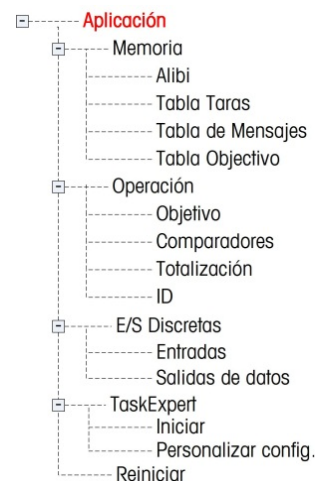 Aplicación
Memoria
Alibi
Tabla Taras
Tabla de Mensajes
Tabla Objectivo
Operación
Objetivo
Comparadores
Totalización
ID
E/S Discretas
Entradas
Salidas de datos
TaskExpert
Iniciar
Personalizar config.
Reiniciar